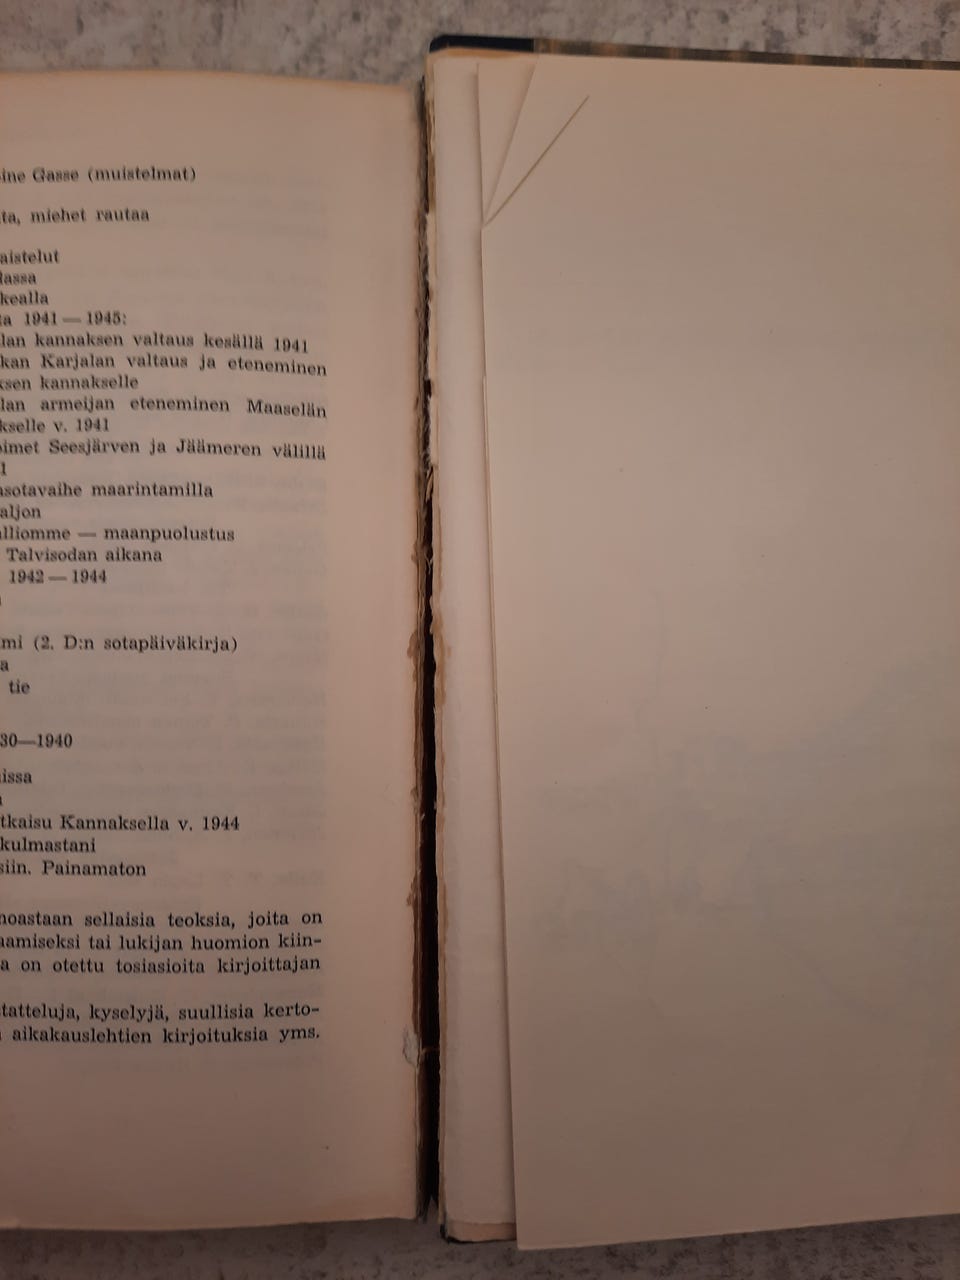 ine Gasse (muistelmat)
ta, miehet rautaa
aistelut
lassa
kealla
ta 1941 — 1945:
lan kannaksen valtaus kesällä 1941
kan Karjalan valtaus ja eteneminen
ksen kannakselle
lan armeijan eteneminen Maaselän
kselle v. 1941
oimet Seesjärven ja Jäämeren välillä
1
asotavaihe maarintamilla
aljon
alliomme — maanpuolustus
Talvisodan aikana
1942 — 1944
mi (2. D:n sotapäiväkirja)
a
tie
30—1940
issa
tkaisu Kannaksella v. 1944
kulmastani
siin. Painamaton
noastaan sellaisia teoksia, joita on
aamiseksi tai lukijan huomion kiin-
a on otettu tosiasioita kirjoittajan
tatteluja, kyselyjä, suullisia kerto-
aikakauslehtien kirjoituksia yms.